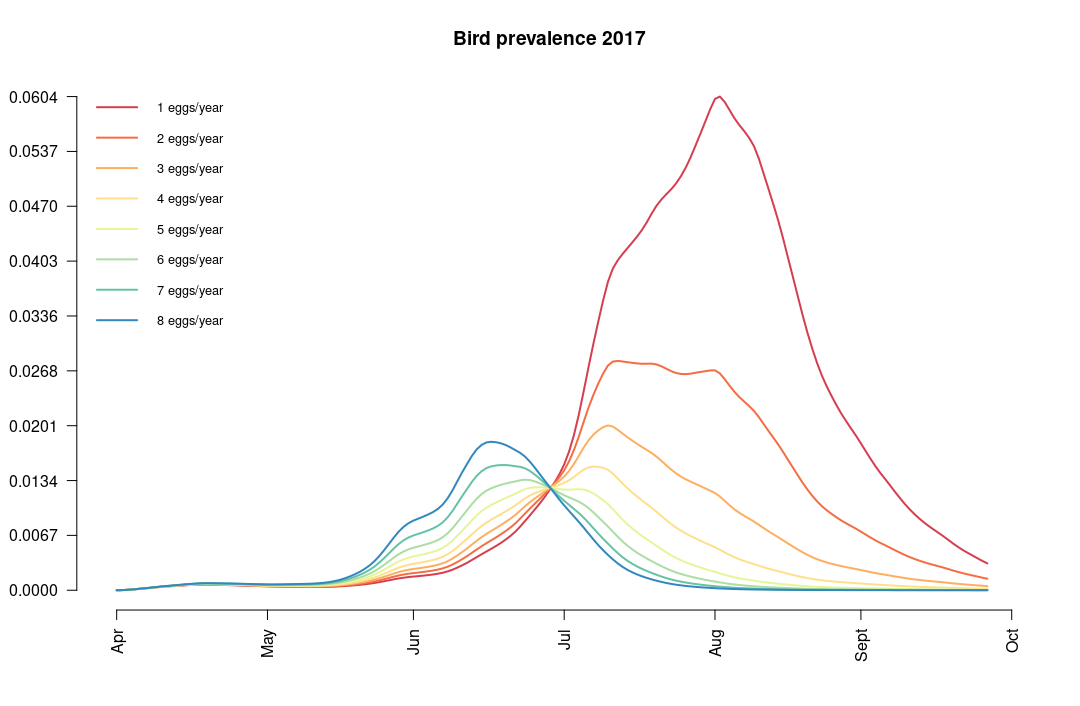 Bird prevalence 2017
0.0604
0.0537
0.0470
0.0403
0.0336
0.0268
0.0201
0.0134
0.0067
0.0000
1 eggs/year
2 eggs/year
3 eggs/year
4 eggs/year
5 eggs/year
6 eggs/year
7 eggs/year
8 eggs/year
Apr
May
Jun
Jul
Aug
Sept
Oct